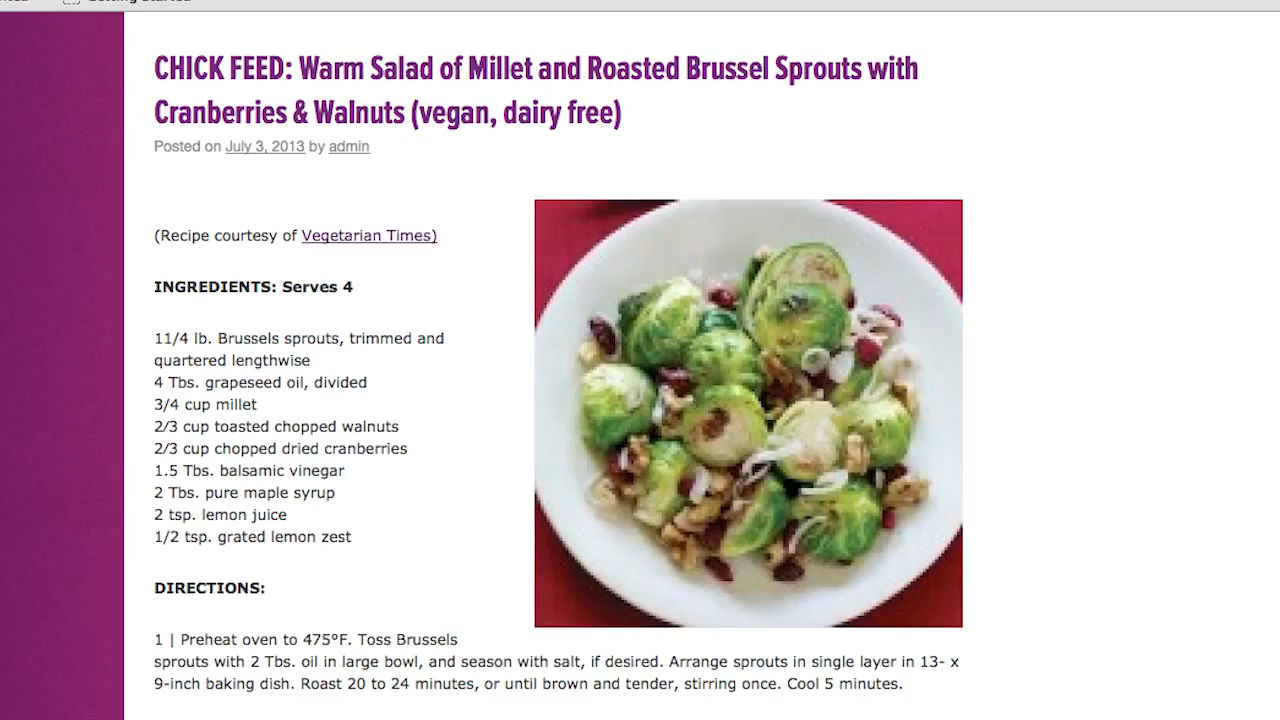 CHICK FEED: Warm Salad of Millet and Roasted Brussel Sprouts with
Cranberries & Walnuts (vegan, dairy free)
Posted on July 3, 2013 by admin
(Recipe courtesy of Vegetarian Times)
INGREDIENTS: Serves 4
11/4 lb. Brussels sprouts, trimmed and
quartered lengthwise
4 Tbs. grapeseed oil, divided
3/4 cup millet
2/3 cup toasted chopped walnuts
2/3 cup chopped dried cranberries
1.5 Tbs. balsamic vinegar
2 Tbs. pure maple syrup
2 tsp. lemon juice
1/2 tsp. grated lemon zest
DIRECTIONS:
1 | Preheat oven to 475°F. Toss Brussels
sprouts with 2 Tbs. oil in large bowl, and season with salt, if desired. Arrange sprouts in single layer in 13- x
9-inch baking dish. Roast 20 to 24 minutes, or until brown and tender, stirring once. Cool 5 minutes.